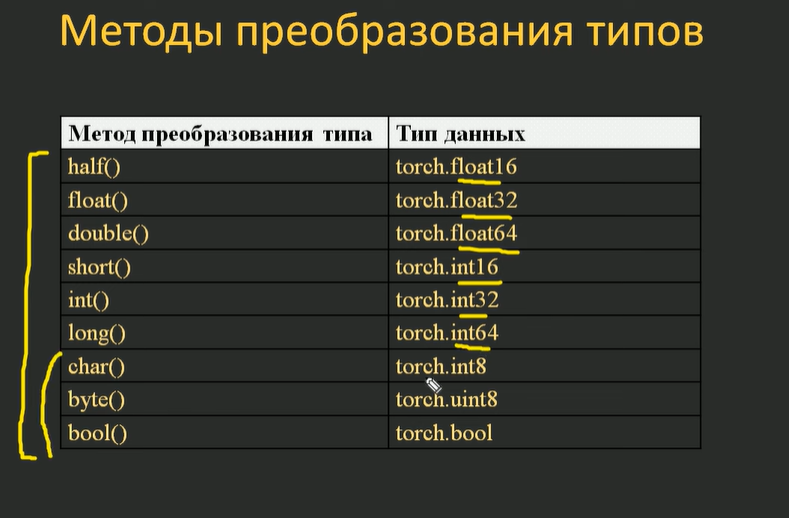 Методы преобразования типов
Метод преобразования типа Тип данных
half() torch.float16
float() torch.float32
double() torch.float64
short() torch.int16
int() torch.int32
long() torch.int64
char() torch.int8
byte() torch.uint8
bool() torch.bool